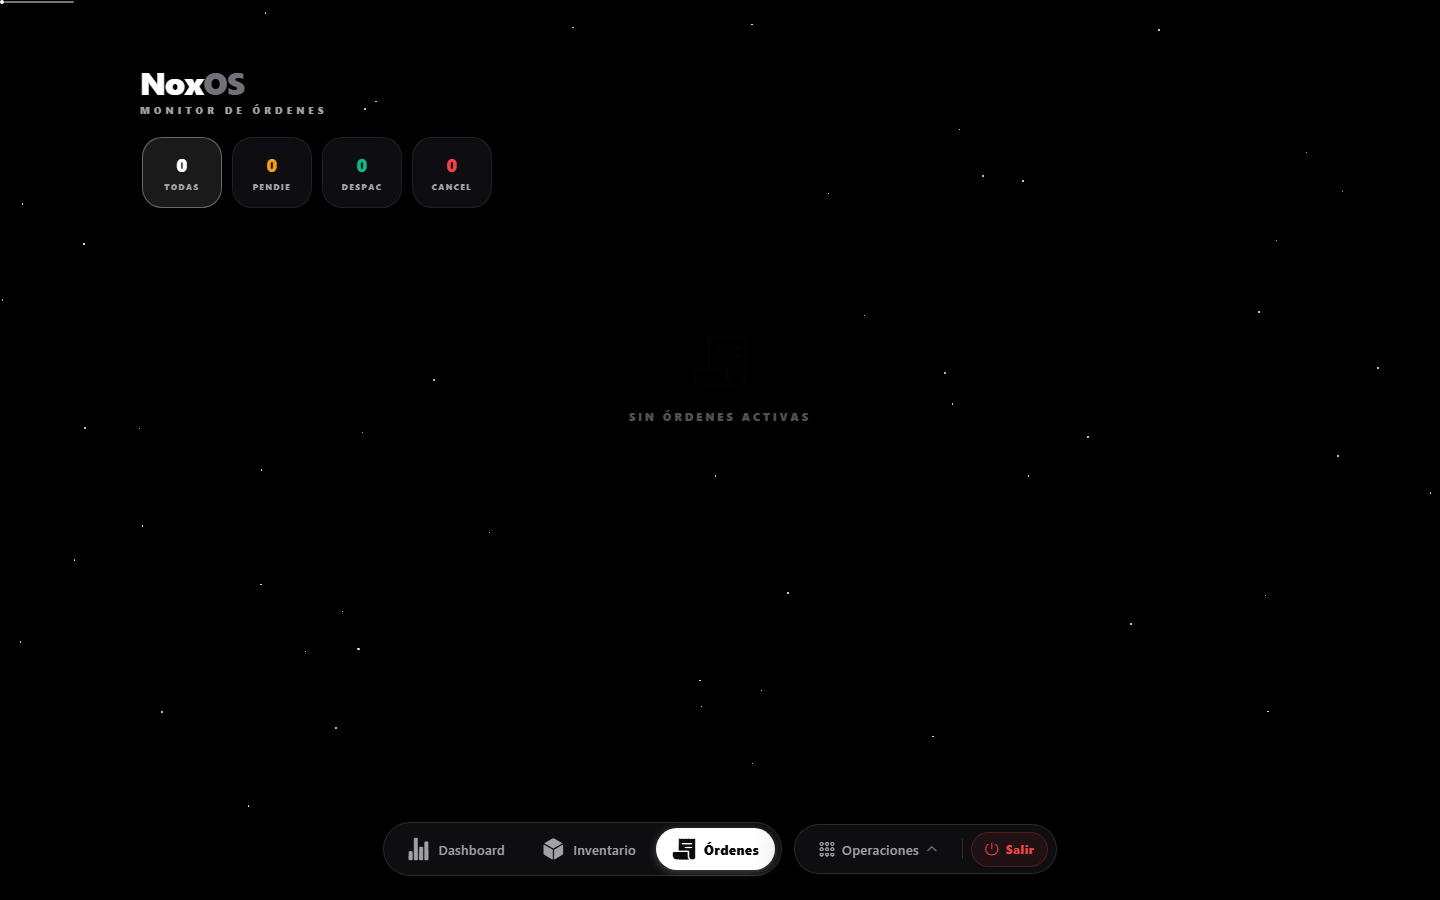 NoxOS
MONITOR DE ÓRDENES
0 0 0 0
TODAS PENDIE DESPAC CANCEL
SIN ÓRDENES ACTIVAS
Dashboard Inventario Órdenes Operaciones Salir